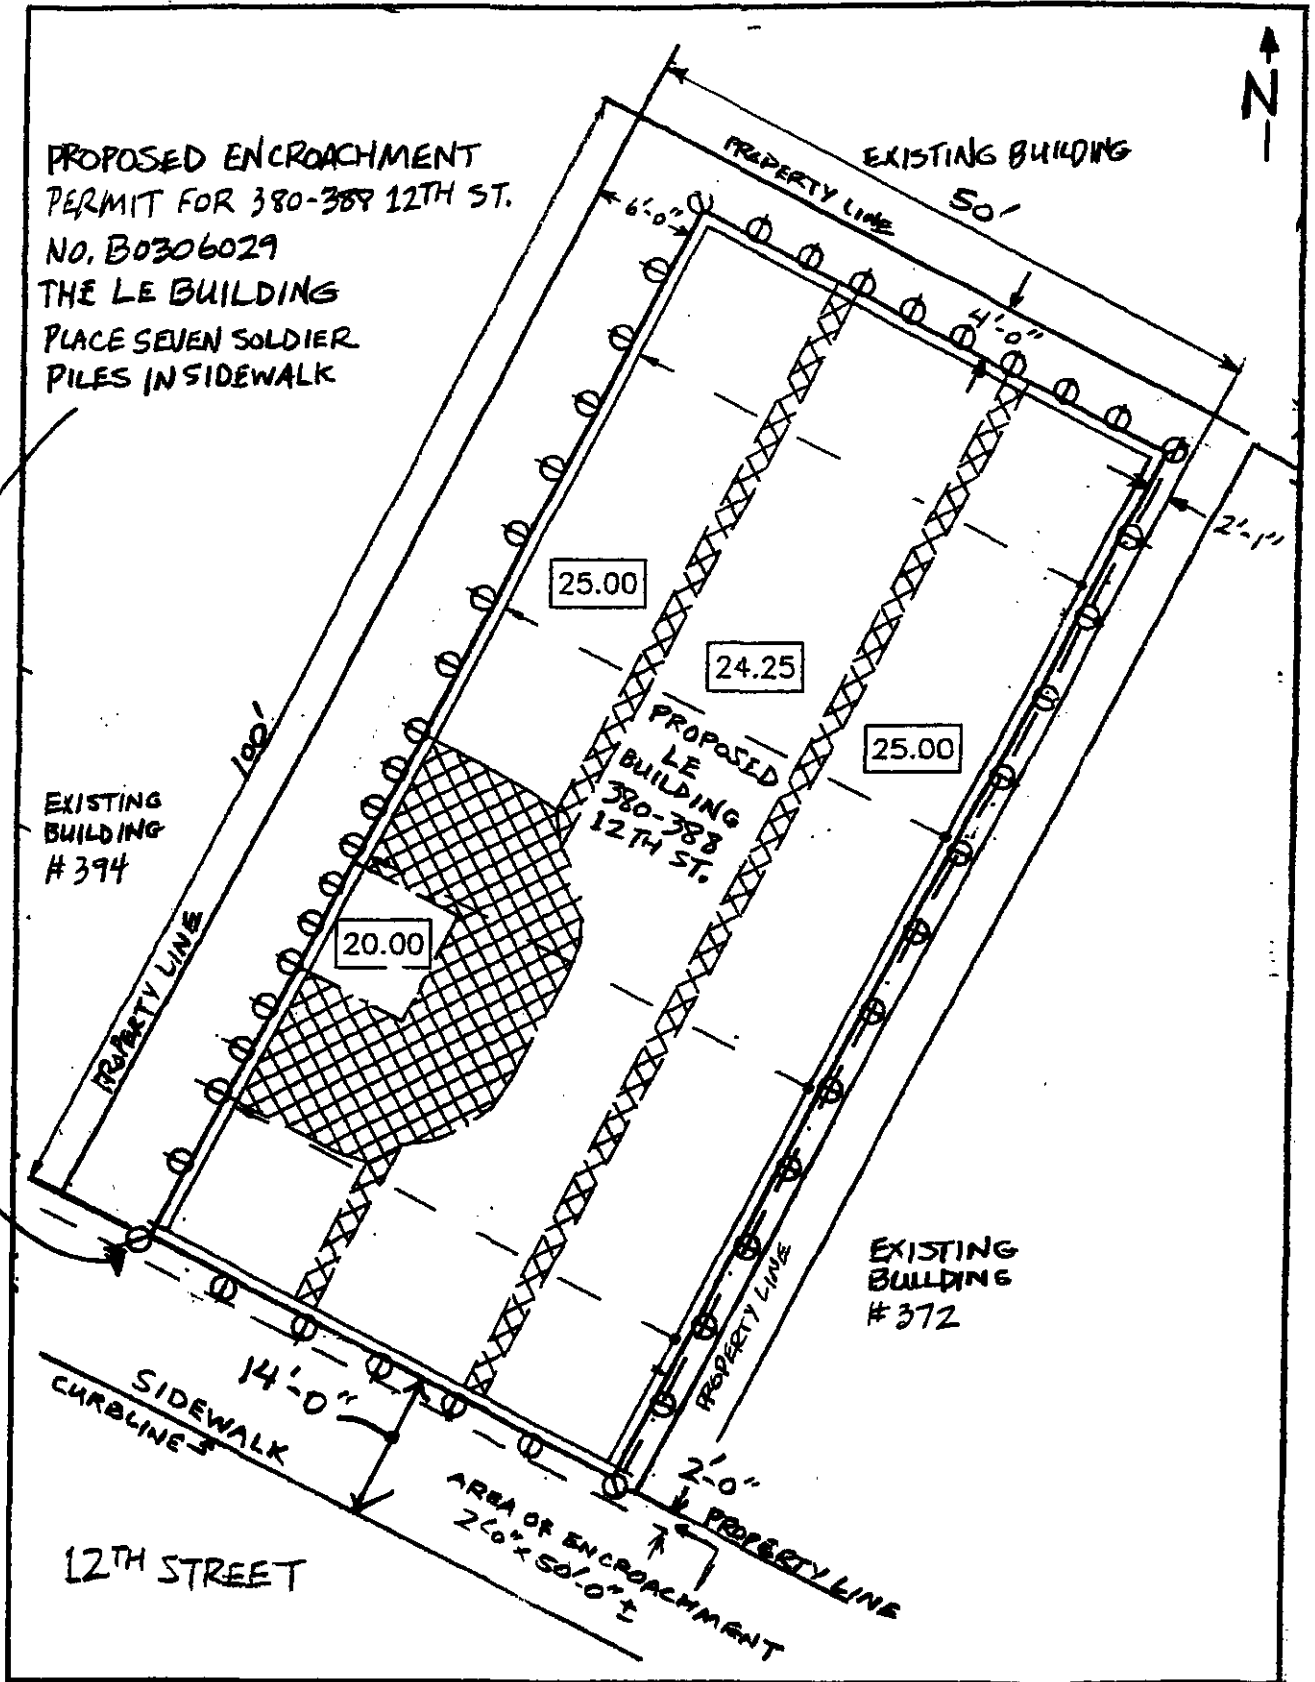 N
PROPOSED ENCROACHMENT
PERMIT FOR 380-388 12TH ST.
NO. B0306029
THE LE BUILDING
PLACE SEVEN SOLDIER
PILES IN SIDEWALK
EXISTING BUILDING
PROPERTY LINE
50'
6'-0"
4'-0"
2'-1"
25.00
24.25
25.00
PROPOSED
LE
BUILDING
380-388
12TH ST.
100'
EXISTING
BUILDING
#394
20.00
PROPERTY LINE
EXISTING
BUILDING
#372
PROPERTY LINE
14'-0"
SIDEWALK
CURBLINE
2'-0"
PROPERTY LINE
AREA OF ENCROACHMENT
2'-0" x 50'-0" ±
12TH STREET